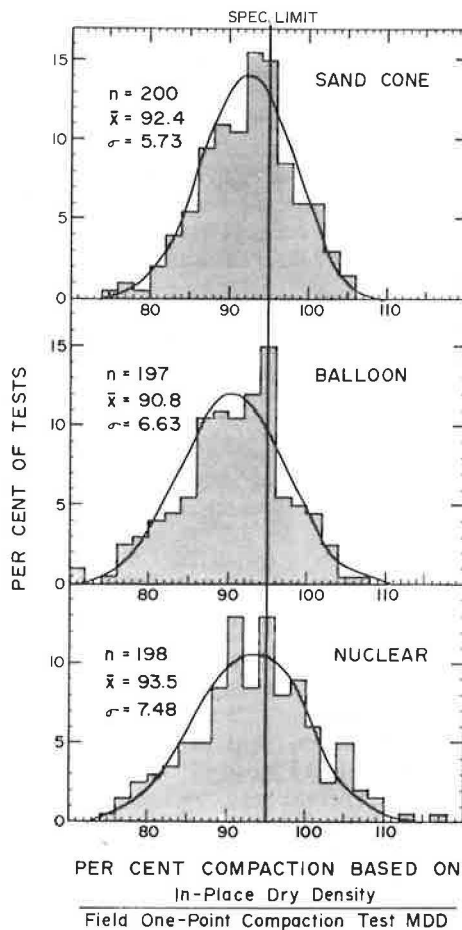 SPEC. LIMIT
15
10
5
0
SAND CONE
n = 200
x̄ = 92.4
σ = 5.73
80
90
100
110
15
10
5
0
BALLOON
n = 197
x̄ = 90.8
σ = 6.63
80
90
100
110
10
5
0
NUCLEAR
n = 198
x̄ = 93.5
σ = 7.48
80
90
100
110
PER CENT OF TESTS
PER CENT COMPACTION BASED ON
In-Place Dry Density
Field One-Point Compaction Test MDD